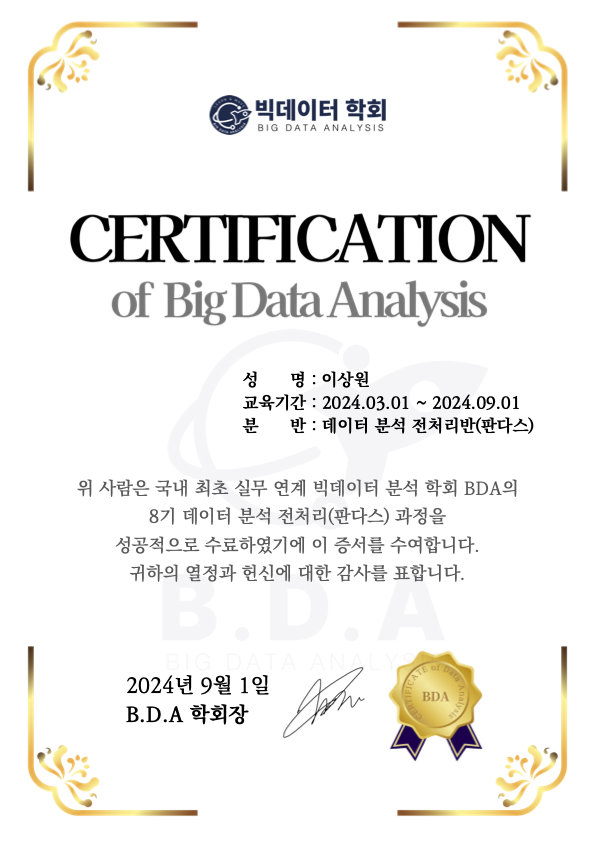 빅데이터 학회
BIG DATA ANALYSIS
CERTIFICATION
of Big Data Analysis
성 명 : 이상원
교육기간 : 2024.03.01 ~ 2024.09.01
분 반 : 데이터 분석 전처리반(판다스)
위 사람은 국내 최초 실무 연계 빅데이터 분석 학회 BDA의
8기 데이터 분석 전처리(판다스) 과정을
성공적으로 수료하였기에 이 증서를 수여합니다.
귀하의 열정과 헌신에 대한 감사를 표합니다.
B.D.A
BIG DATA ANALYSIS
2024년 9월 1일
B.D.A 학회장
CERTIFICATE of Data Analysis
BDA